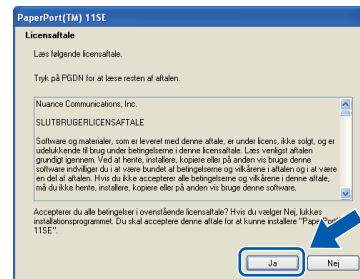 PaperPort(TM) 11SE
Licensaftale
Læs følgende licensaftale.
Tryk på PGDN for at læse resten af aftalen.
Nuance Communications, Inc.
SLUTBRUGERLICENSAFTALE
Software og materialer, som er leveret med denne aftale, er under licens, ikke solgt, og er
udelukkende til brug under betingelserne i denne licensaftale. Læs venligst aftalen
grundigt igennem. Ved at hente, installere, kopiere eller på anden vis bruge denne
software indvilliger du i at være bundet af betingelserne og vilkårene i aftalen og i at være
en del af aftalen. Hvis du ikke accepterer alle betingelser og vilkårene i denne aftale,
må du ikke hente, installere, kopiere eller på anden vis bruge denne software.
Accepterer du alle betingelser i ovenstående licensaftale? Hvis du vælger Nej, lukkes
installationsprogrammet. Du skal acceptere denne aftale for at kunne installere "PaperPort
11SE".
Ja
Nej